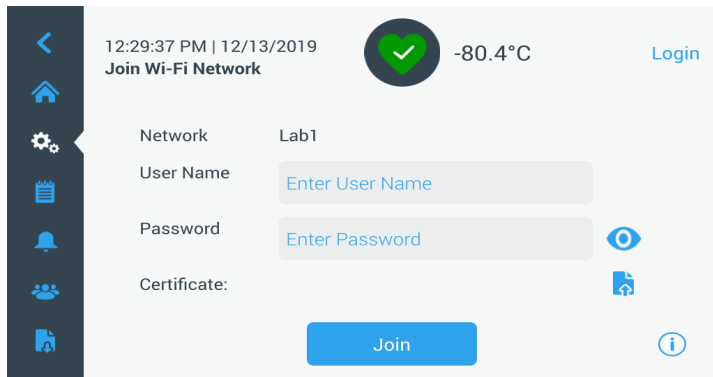 12:29:37 PM | 12/13/2019
Join Wi-Fi Network
-80.4°C
Login
Network Lab1
User Name Enter User Name
Password Enter Password
Certificate:
Join